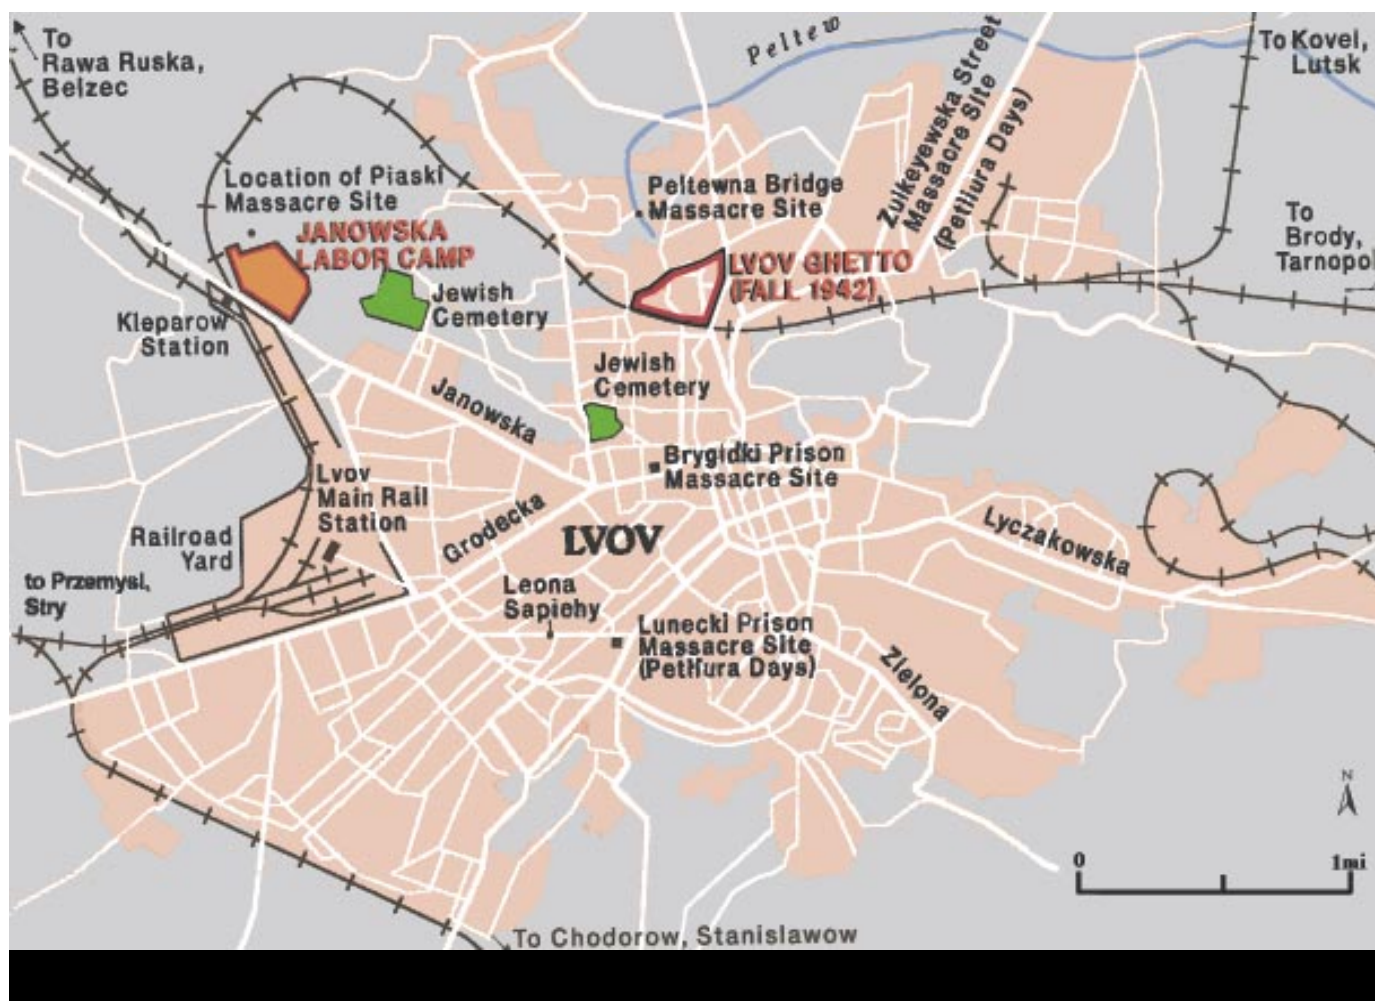 To
Rawa Ruska,
Belzec
Peltew
Zulkeyewska Street
Massacre Site
(Petliura Days)
To Kovel,
Lutsk
Location of Piaski
Massacre Site
JANOWSKA
LABOR CAMP
Peltewna Bridge
Massacre Site
To
Brody,
Tarnopol
LVOV GHETTO
(FALL 1942)
Jewish
Cemetery
Kleparow
Station
Jewish
Cemetery
Janowska
Brygidki Prison
Massacre Site
Lvov
Main Rail
Station
Grodecka
LVOV
Lyczakowska
Railroad
Yard
to Przemysl,
Stry
Leona
Sapiehy
Lunecki Prison
Massacre Site
(Petliura Days)
Zielona
N
0 1mi
To Chodorow, Stanislawow